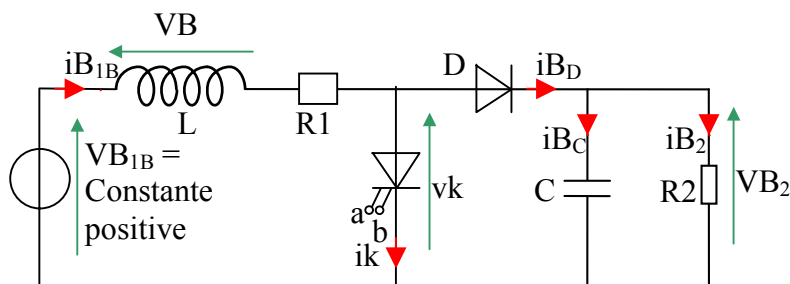 VB
iB1B
L
R1
D
iBD
VB1B =
Constante
positive
a
b
ik
vk
iBC
C
iB2
R2
VB2